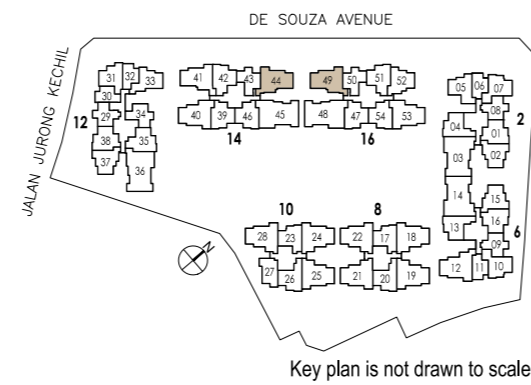 DE SOUZA AVENUE
JALAN JURONG KECHIL
31 32 33
30
29 34
12
38 35
37 36
41 42 43 44
40 39 46 45
14
49 50 51 52
48 47 54 53
16
05 06 07
08
04 01
2
03 02
14 15
13 16
6
09
12 11 10
10
28 23 24
27 26 25
8
22 17 18
21 20 19
N
Key plan is not drawn to scale